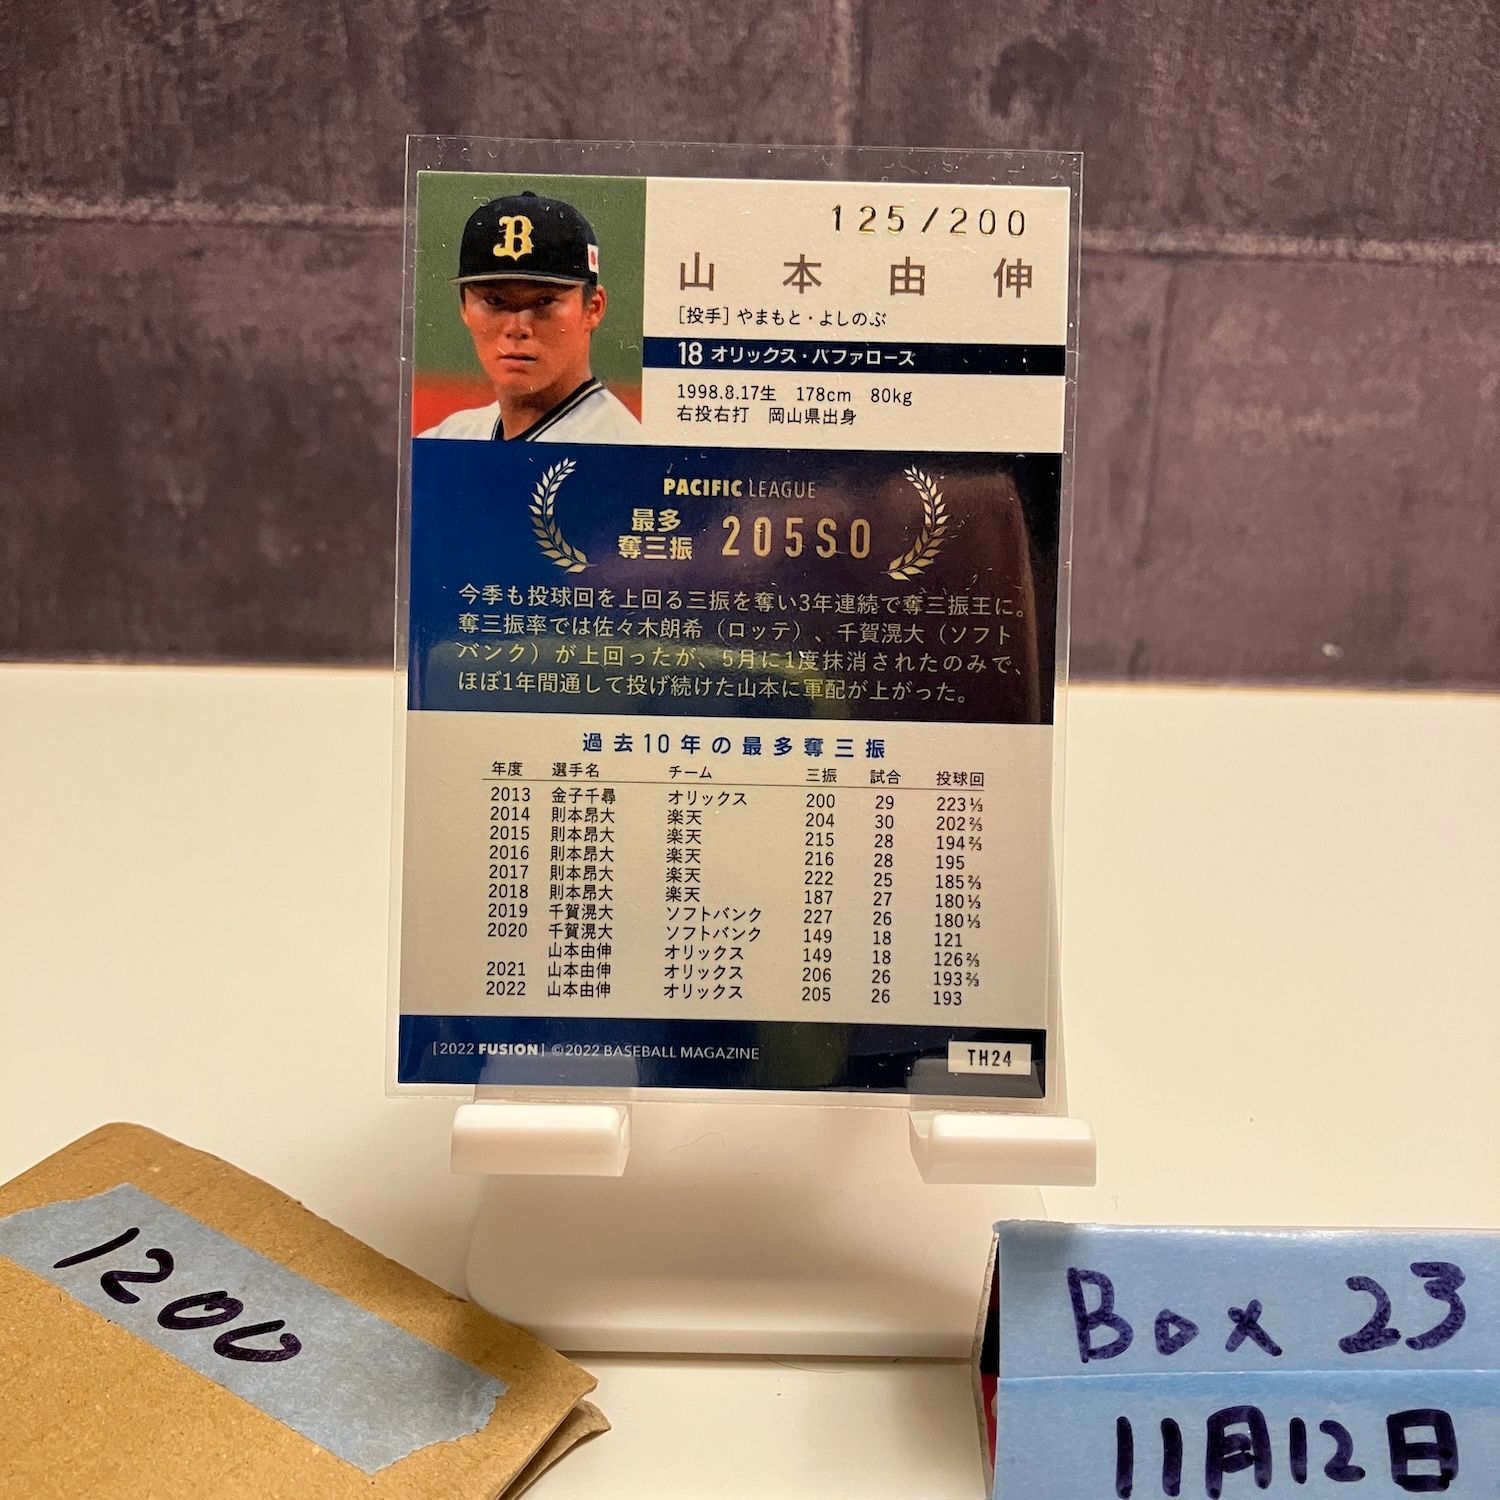 B
125/200
山本由伸
[投手] やまもと・よしのぶ
18 オリックス・バファローズ
1998.8.17生 178cm 80kg
右投右打 岡山県出身
PACIFIC LEAGUE
最多
奪三振 205SO
今季も投球回を上回る三振を奪い3年連続で奪三振王に。
奪三振率では佐々木朗希（ロッテ）、千賀滉大（ソフト
バンク）が上回ったが、5月に1度抹消されたのみで、
ほぼ1年間通して投げ続けた山本に軍配が上がった。
過去10年の最多奪三振
年度 選手名 チーム 三振 試合 投球回
2013 金子千尋 オリックス 200 29 223⅓
2014 則本昂大 楽天 204 30 202⅔
2015 則本昂大 楽天 215 28 194⅔
2016 則本昂大 楽天 216 28 195
2017 則本昂大 楽天 222 25 185⅔
2018 則本昂大 楽天 187 27 180⅓
2019 千賀滉大 ソフトバンク 227 26 180⅓
2020 千賀滉大 ソフトバンク 149 18 121
山本由伸 オリックス 149 18 126⅔
2021 山本由伸 オリックス 206 26 193⅔
2022 山本由伸 オリックス 205 26 193
[2022 FUSION] ©2022 BASEBALL MAGAZINE
TH24
1200
Box 23
11月12日